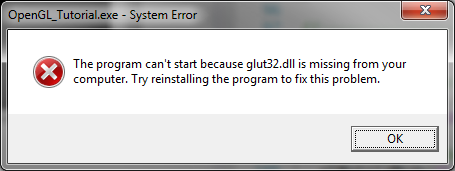 OpenGL_Tutorial.exe - System Error
The program can't start because glut32.dll is missing from your
computer. Try reinstalling the program to fix this problem.
OK